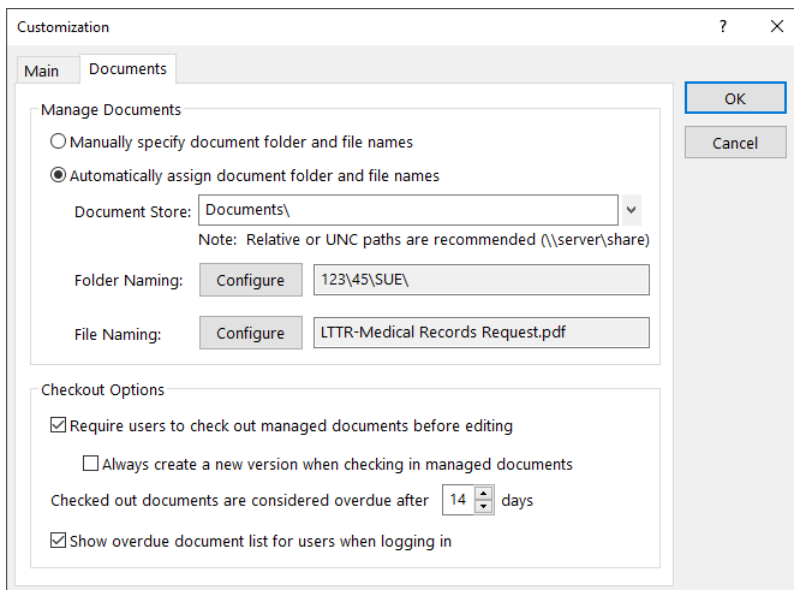 Customization
Main
Documents
OK
Cancel
Manage Documents
Manually specify document folder and file names
Automatically assign document folder and file names
Document Store: Documents\
Note:  Relative or UNC paths are recommended (\\server\share)
Folder Naming: Configure 123\45\SUE\
File Naming: Configure LTTR-Medical Records Request.pdf
Checkout Options
Require users to check out managed documents before editing
Always create a new version when checking in managed documents
Checked out documents are considered overdue after 14 days
Show overdue document list for users when logging in